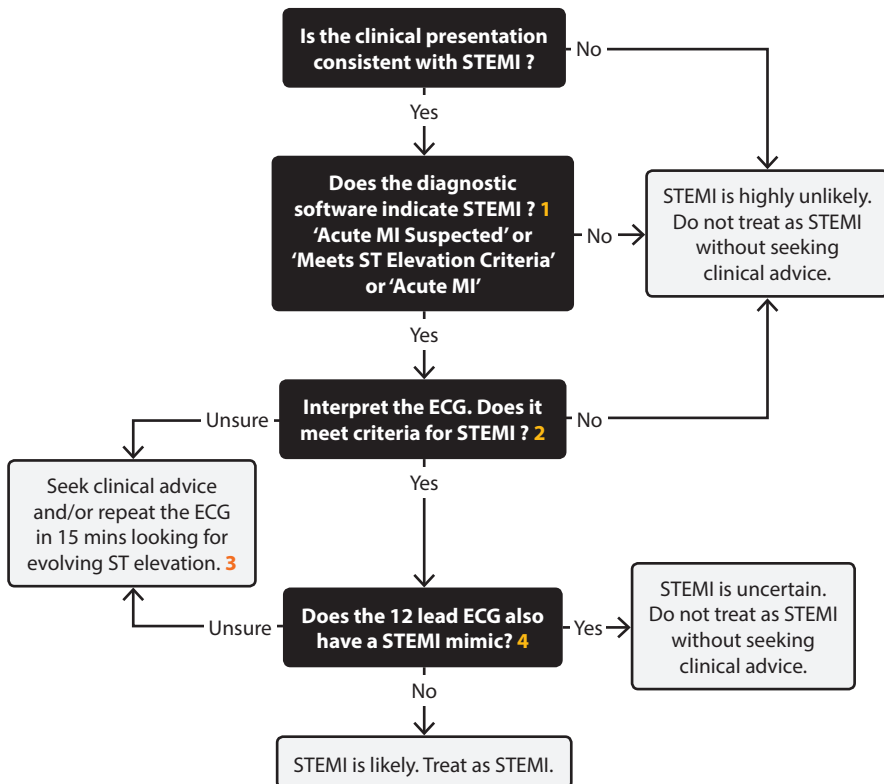 Is the clinical presentation
consistent with STEMI ?
No
Yes
Does the diagnostic
software indicate STEMI ? 1
‘Acute MI Suspected’ or
‘Meets ST Elevation Criteria’
or ‘Acute MI’
No
STEMI is highly unlikely.
Do not treat as STEMI
without seeking
clinical advice.
Yes
Interpret the ECG. Does it
meet criteria for STEMI ? 2
Unsure
No
Yes
Seek clinical advice
and/or repeat the ECG
in 15 mins looking for
evolving ST elevation. 3
Does the 12 lead ECG also
have a STEMI mimic? 4
Unsure
Yes
STEMI is uncertain.
Do not treat as STEMI
without seeking
clinical advice.
No
STEMI is likely. Treat as STEMI.